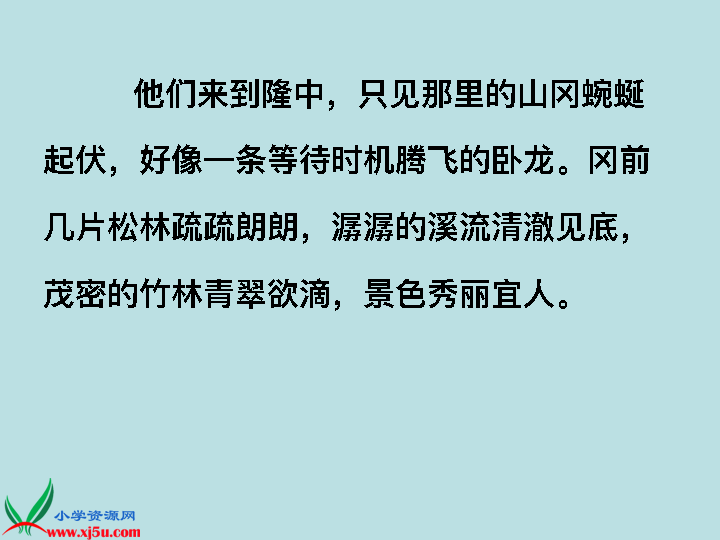 他们来到隆中，只见那里的山冈蜿蜒
起伏，好像一条等待时机腾飞的卧龙。冈前
几片松林疏疏朗朗，潺潺的溪流清澈见底，
茂密的竹林青翠欲滴，景色秀丽宜人。
小学资源网
www.xj5u.com